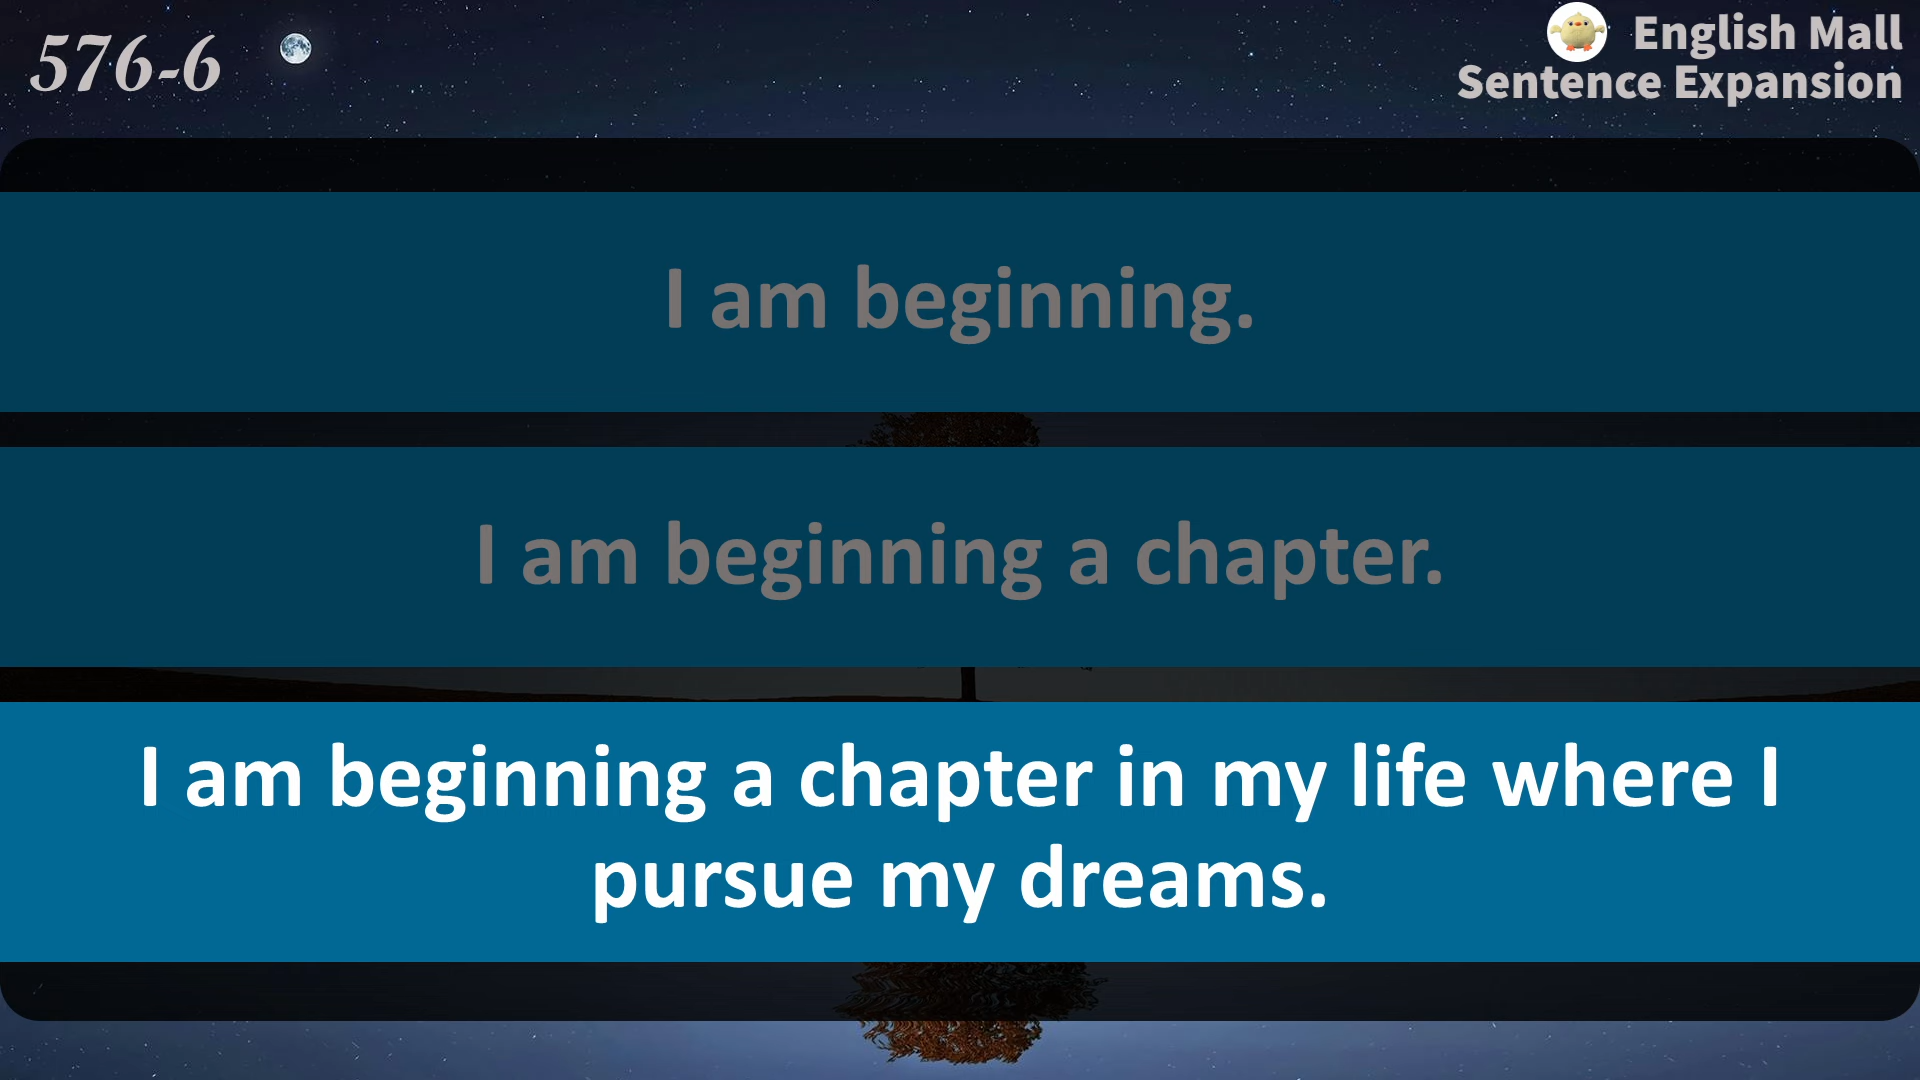 576-6
English Mall
Sentence Expansion
I am beginning.
I am beginning a chapter.
I am beginning a chapter in my life where I
pursue my dreams.